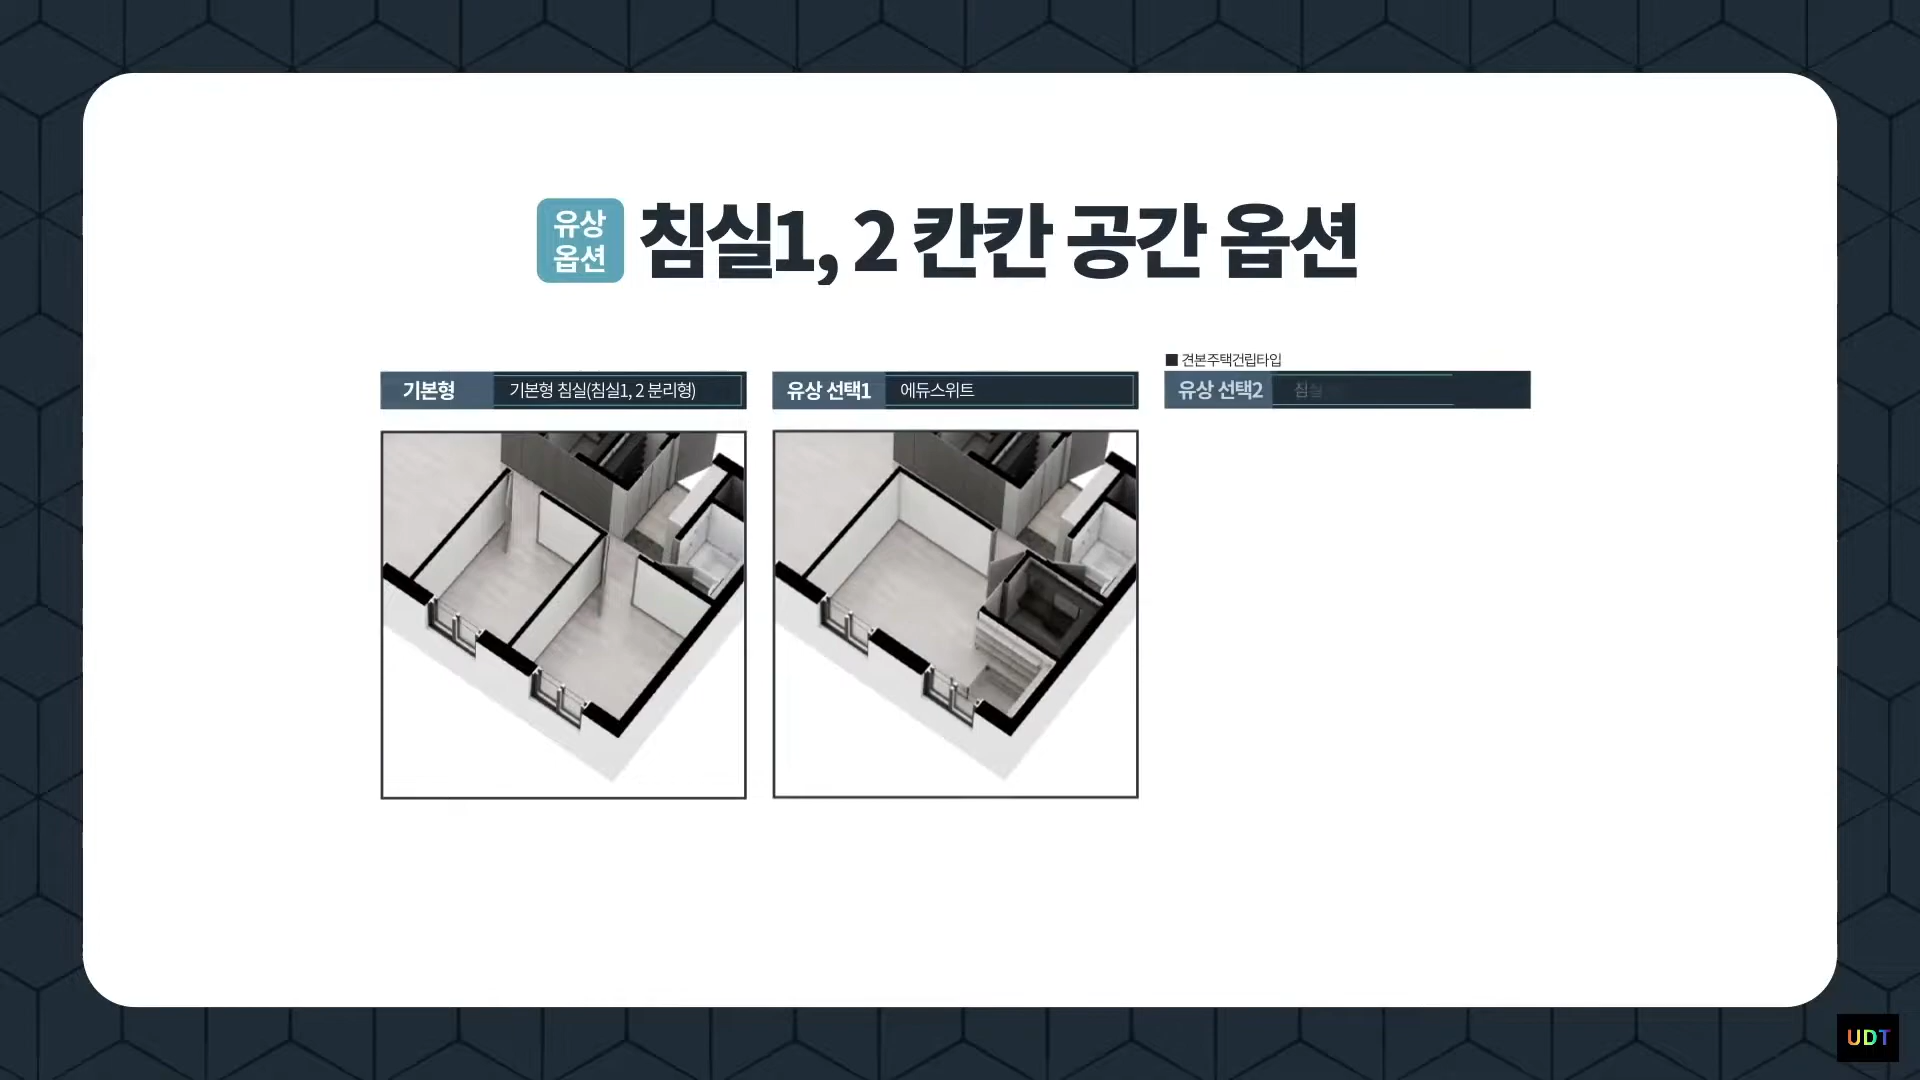 유상
옵션
침실1, 2 칸칸 공간 옵션
기본형 기본형 침실(침실1, 2 분리형)
유상 선택1 에듀스위트
■ 견본주택건립타입
유상 선택2 침실
UDT